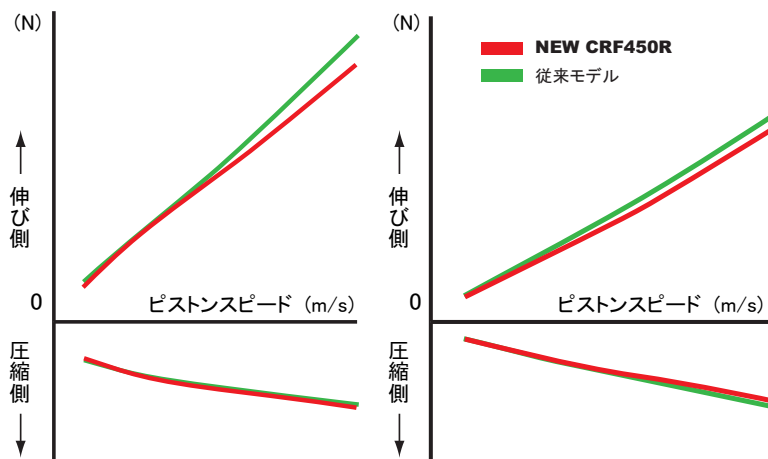 (N)
伸び側
0
ピストンスピード (m/s)
圧縮側
(N)
NEW CRF450R
従来モデル
伸び側
0
ピストンスピード (m/s)
圧縮側